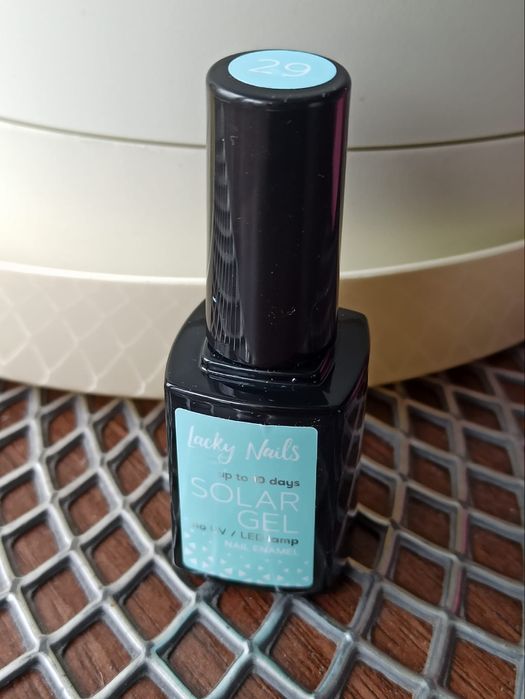 29
Lacky Nails
up to 10 days
SOLAR
GEL
no UV / LED lamp
NAIL ENAMEL